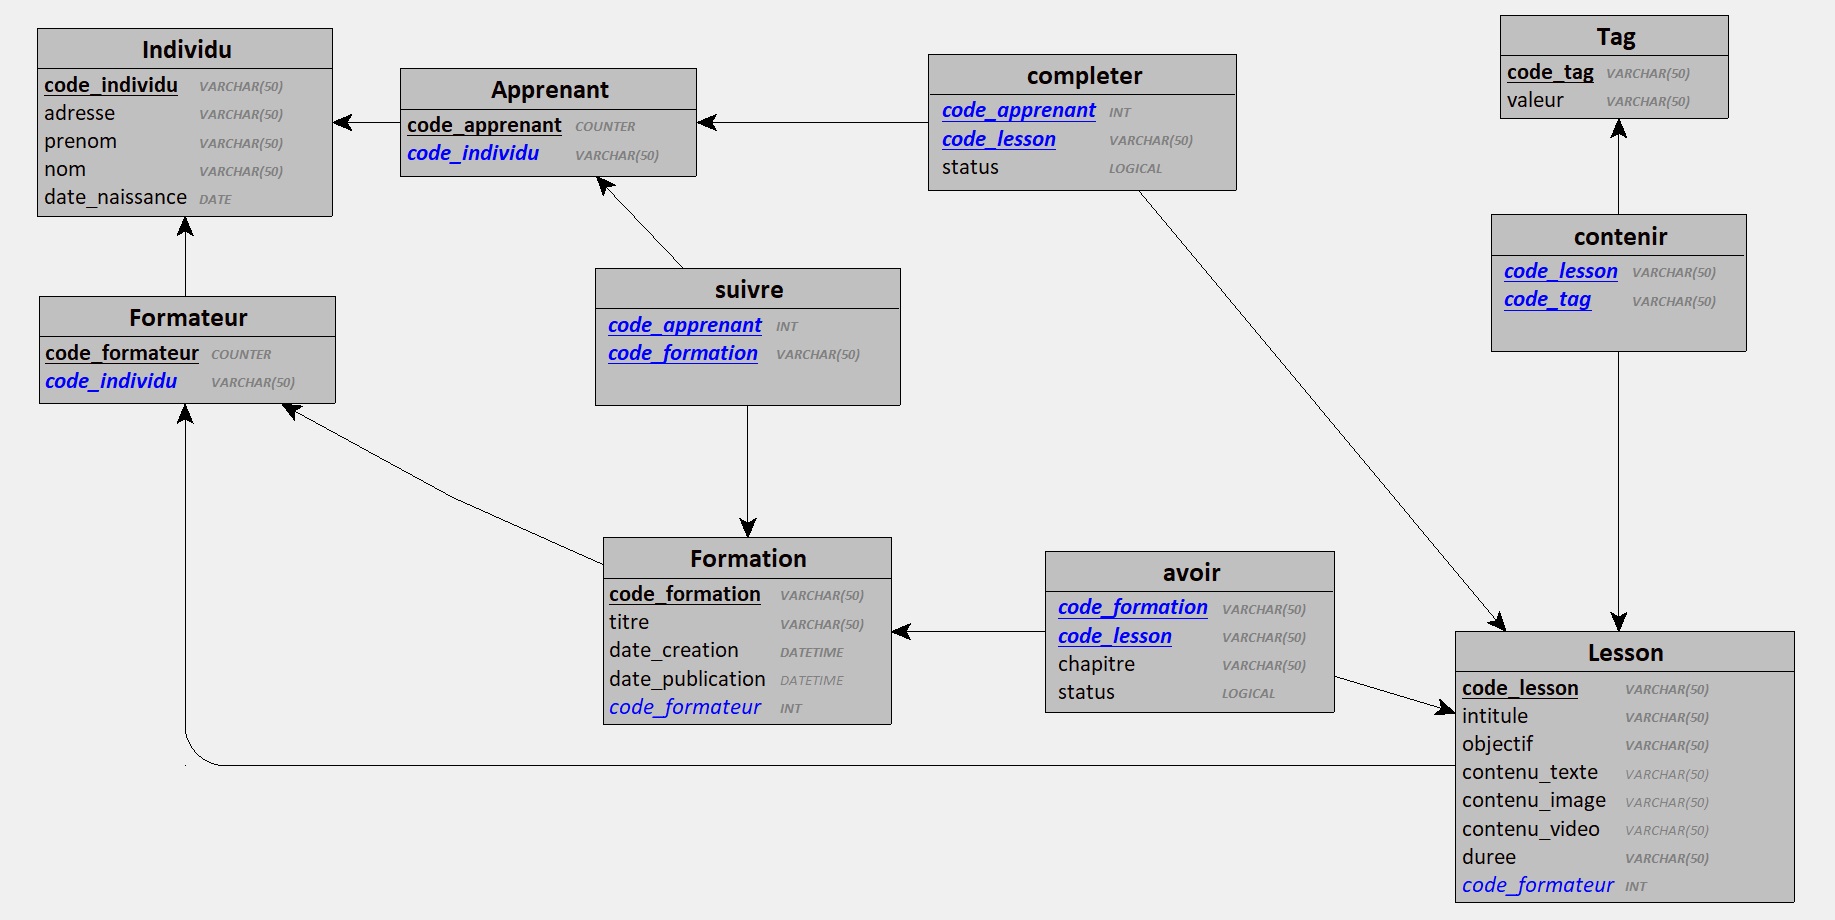 Individu
code_individu VARCHAR(50)
adresse VARCHAR(50)
prenom VARCHAR(50)
nom VARCHAR(50)
date_naissance DATE
Apprenant
code_apprenant COUNTER
code_individu VARCHAR(50)
completer
code_apprenant INT
code_lesson VARCHAR(50)
status LOGICAL
Tag
code_tag VARCHAR(50)
valeur VARCHAR(50)
contenir
code_lesson VARCHAR(50)
code_tag VARCHAR(50)
suivre
code_apprenant INT
code_formation VARCHAR(50)
Formateur
code_formateur COUNTER
code_individu VARCHAR(50)
Formation
code_formation VARCHAR(50)
titre VARCHAR(50)
date_creation DATETIME
date_publication DATETIME
code_formateur INT
avoir
code_formation VARCHAR(50)
code_lesson VARCHAR(50)
chapitre VARCHAR(50)
status LOGICAL
Lesson
code_lesson VARCHAR(50)
intitule VARCHAR(50)
objectif VARCHAR(50)
contenu_texte VARCHAR(50)
contenu_image VARCHAR(50)
contenu_video VARCHAR(50)
duree VARCHAR(50)
code_formateur INT